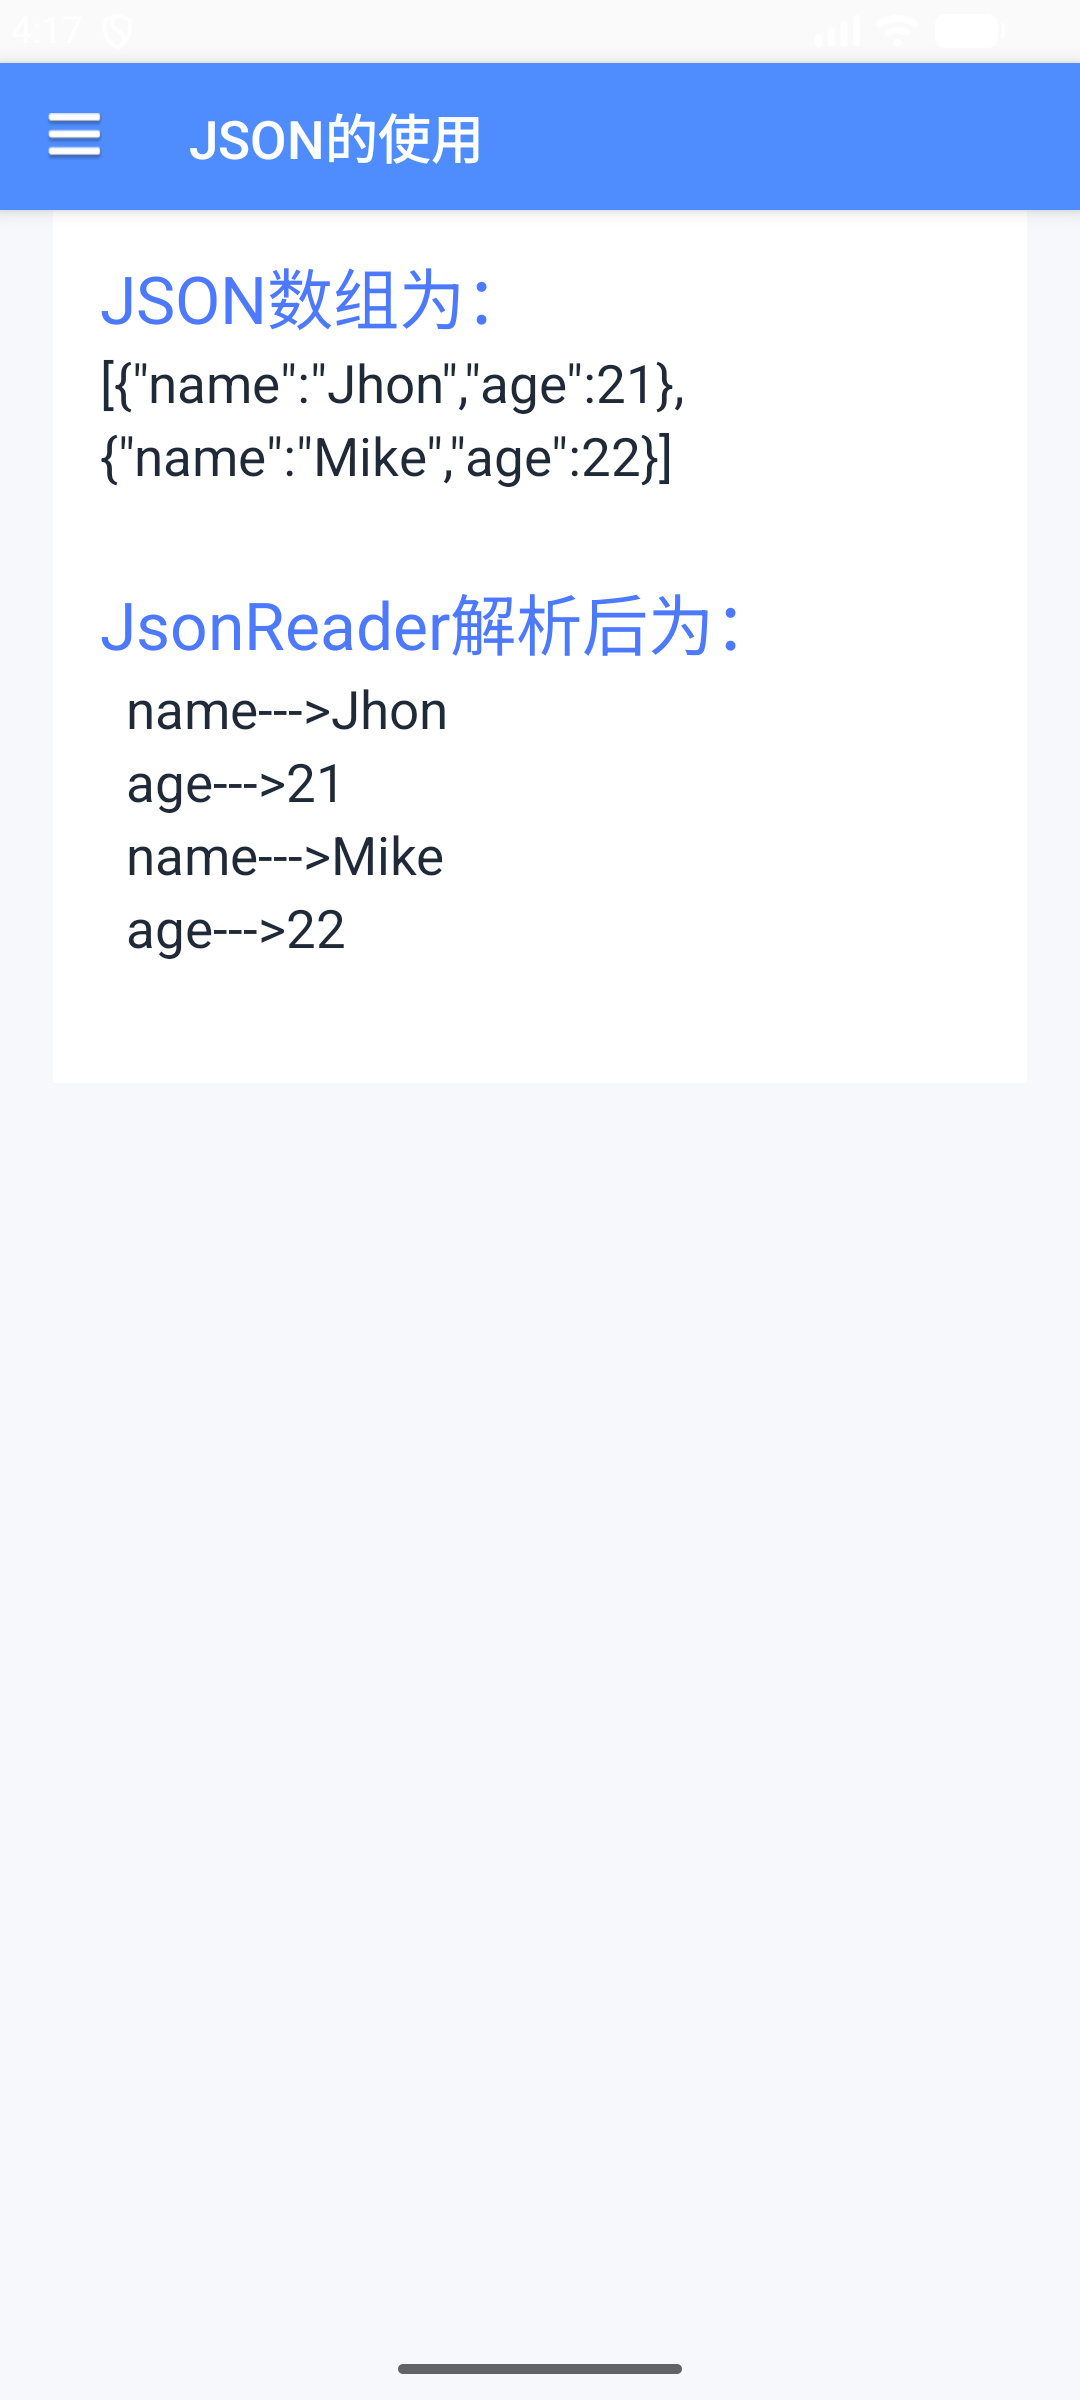 4:17
JSON的使用
JSON数组为：
[{"name":"Jhon","age":21},
{"name":"Mike","age":22}]
JsonReader解析后为：
name--->Jhon
age--->21
name--->Mike
age--->22